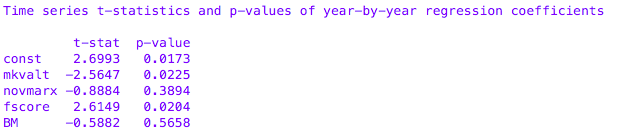 Time series t-statistics and p-values of year-by-year regression coefficients
t-stat p-value
const 2.6993 0.0173
mkvalt -2.5647 0.0225
novmarx -0.8884 0.3894
fscore 2.6149 0.0204
BM -0.5882 0.5658